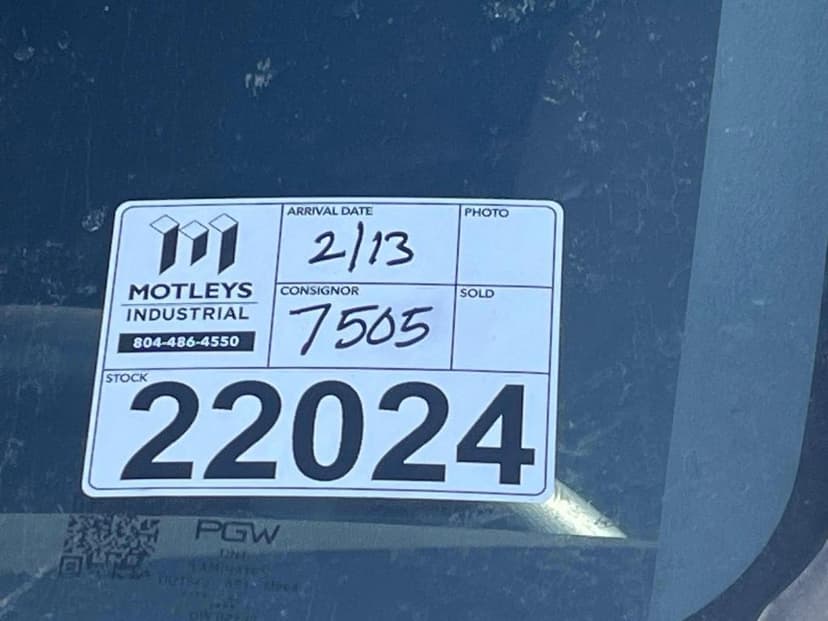 ARRIVAL DATE
2/13
PHOTO
MOTLEYS
INDUSTRIAL
804-486-4550
CONSIGNOR
7505
SOLD
STOCK
22024
PGW